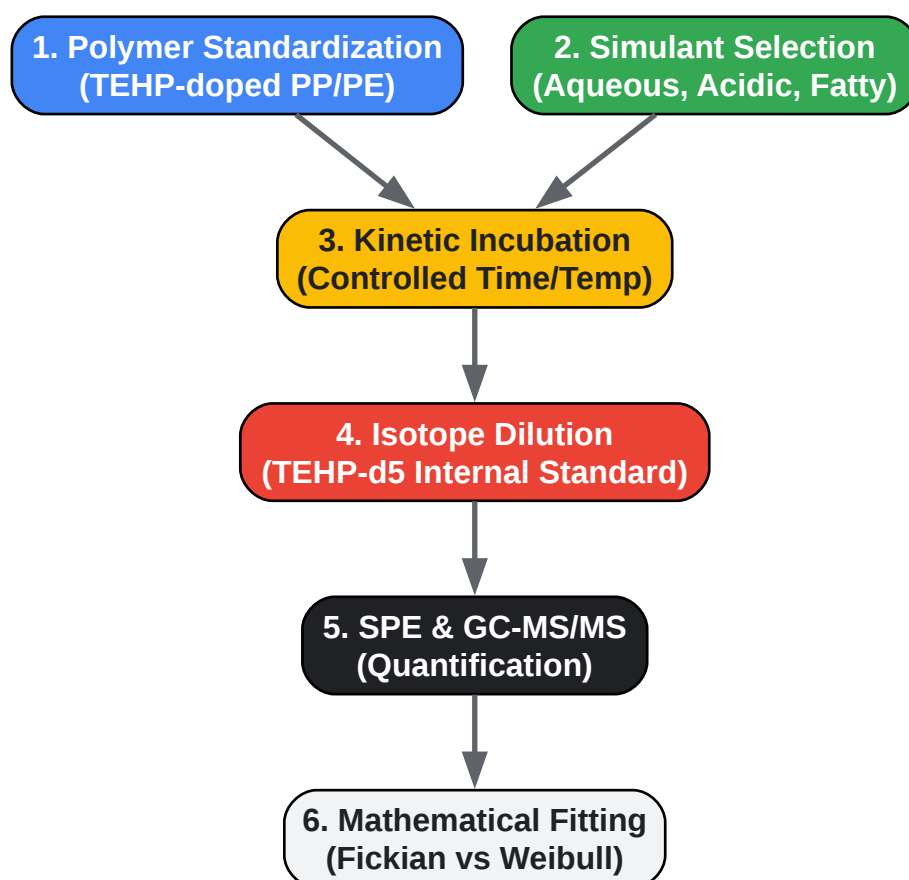 1. Polymer Standardization
(TEHP-doped PP/PE)
2. Simulant Selection
(Aqueous, Acidic, Fatty)
3. Kinetic Incubation
(Controlled Time/Temp)
4. Isotope Dilution
(TEHP-d5 Internal Standard)
5. SPE & GC-MS/MS
(Quantification)
6. Mathematical Fitting
(Fickian vs Weibull)